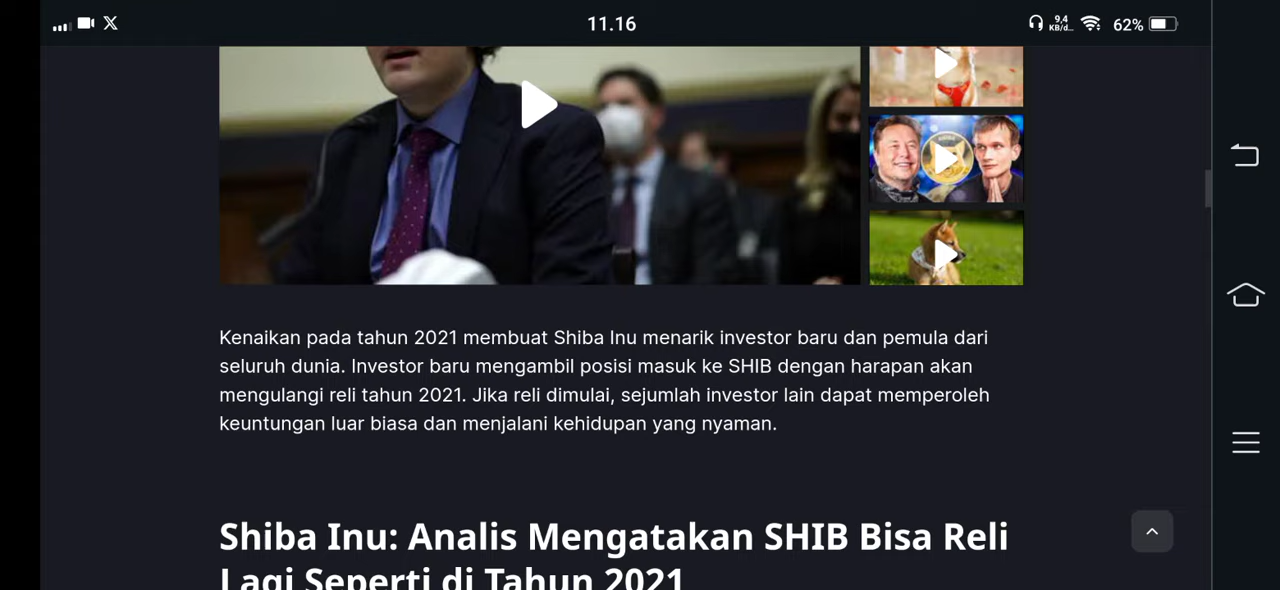 11.16
9,4
KB/d...
62%
Kenaikan pada tahun 2021 membuat Shiba Inu menarik investor baru dan pemula dari
seluruh dunia. Investor baru mengambil posisi masuk ke SHIB dengan harapan akan
mengulangi reli tahun 2021. Jika reli dimulai, sejumlah investor lain dapat memperoleh
keuntungan luar biasa dan menjalani kehidupan yang nyaman.
Shiba Inu: Analis Mengatakan SHIB Bisa Reli
Lagi Seperti di Tahun 2021